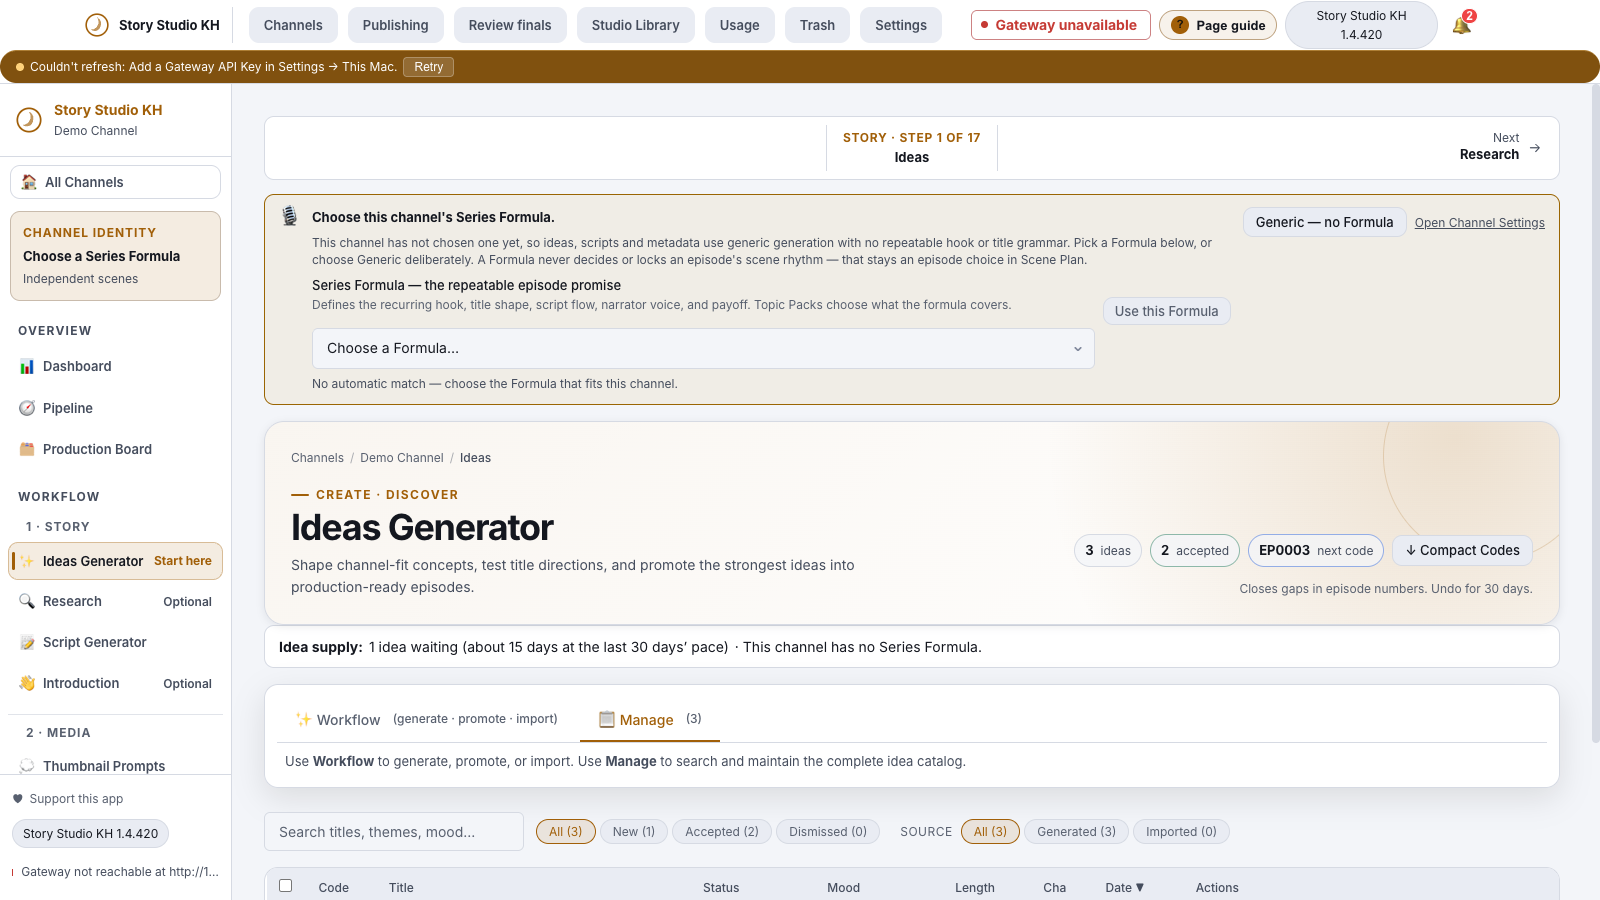 Story Studio KH
Channels
Publishing
Review finals
Studio Library
Usage
Trash
Settings
Gateway unavailable
? Page guide
Story Studio KH
1.4.420
2
Couldn't refresh: Add a Gateway API Key in Settings → This Mac. Retry
Story Studio KH
Demo Channel
All Channels
CHANNEL IDENTITY
Choose a Series Formula
Independent scenes
OVERVIEW
Dashboard
Pipeline
Production Board
WORKFLOW
1 · STORY
Ideas Generator Start here
Research Optional
Script Generator
Introduction Optional
2 · MEDIA
Thumbnail Prompts
Support this app
Story Studio KH 1.4.420
Gateway not reachable at http://1...
STORY · STEP 1 OF 17
Ideas
Next
Research →
Choose this channel's Series Formula.
This channel has not chosen one yet, so ideas, scripts and metadata use generic generation with no repeatable hook or title grammar. Pick a Formula below, or
choose Generic deliberately. A Formula never decides or locks an episode's scene rhythm — that stays an episode choice in Scene Plan.
Generic — no Formula
Open Channel Settings
Series Formula — the repeatable episode promise
Defines the recurring hook, title shape, script flow, narrator voice, and payoff. Topic Packs choose what the formula covers.
Use this Formula
Choose a Formula...
No automatic match — choose the Formula that fits this channel.
Channels / Demo Channel / Ideas
CREATE · DISCOVER
Ideas Generator
Shape channel-fit concepts, test title directions, and promote the strongest ideas into
production-ready episodes.
3 ideas
2 accepted
EP0003 next code
↓ Compact Codes
Closes gaps in episode numbers. Undo for 30 days.
Idea supply: 1 idea waiting (about 15 days at the last 30 days’ pace) · This channel has no Series Formula.
Workflow (generate · promote · import)
Manage (3)
Use Workflow to generate, promote, or import. Use Manage to search and maintain the complete idea catalog.
Search titles, themes, mood...
All (3)
New (1)
Accepted (2)
Dismissed (0)
SOURCE
All (3)
Generated (3)
Imported (0)
Code Title Status Mood Length Cha Date ▼ Actions